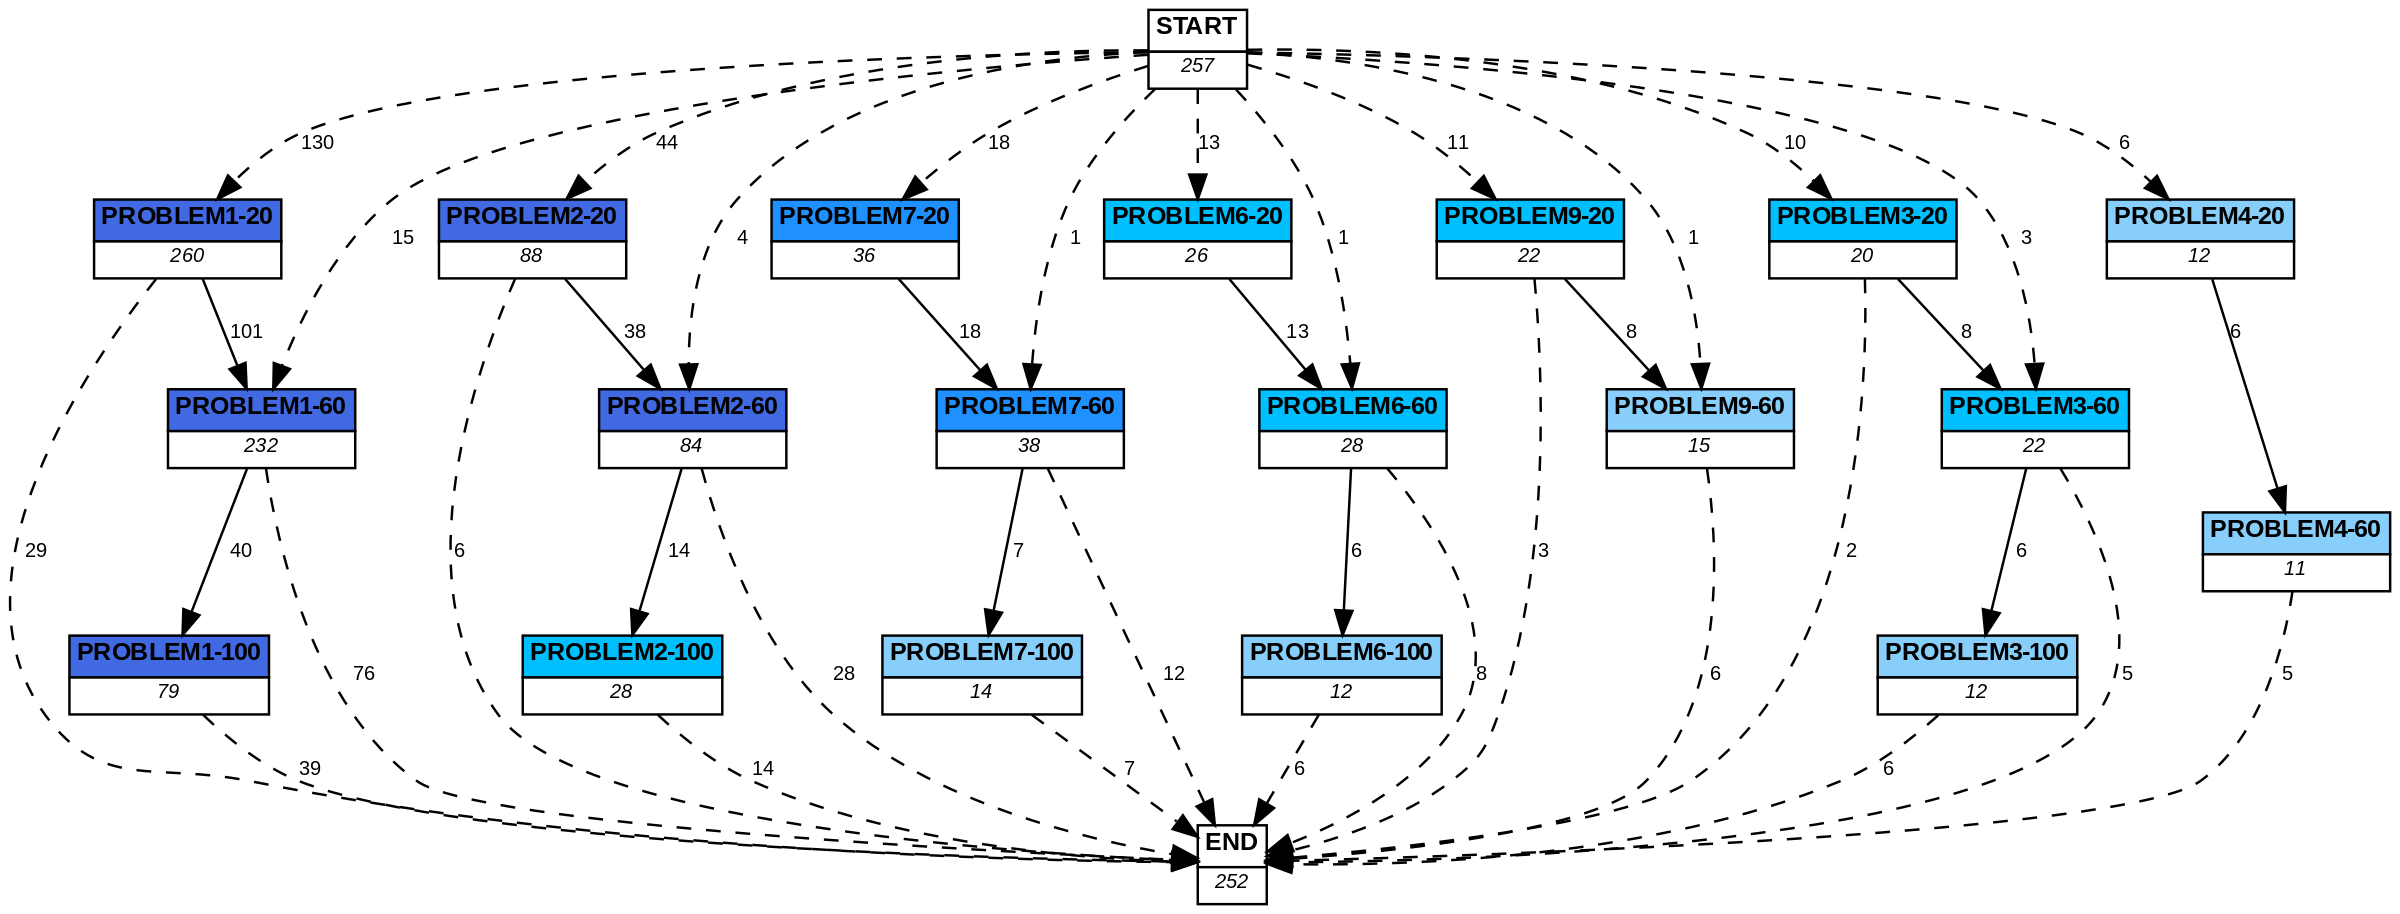 START
257
130
44
18
13
11
10
6
PROBLEM1-20
260
15
PROBLEM2-20
88
4
PROBLEM7-20
36
1
PROBLEM6-20
26
1
PROBLEM9-20
22
1
PROBLEM3-20
20
3
PROBLEM4-20
12
101
38
18
13
8
8
6
PROBLEM1-60
232
PROBLEM2-60
84
PROBLEM7-60
38
PROBLEM6-60
28
PROBLEM9-60
15
PROBLEM3-60
22
29
40
6
14
7
6
3
2
6
PROBLEM4-60
11
PROBLEM1-100
79
76
PROBLEM2-100
28
28
PROBLEM7-100
14
12
PROBLEM6-100
12
8
6
PROBLEM3-100
12
5
5
39
14
7
6
6
END
252